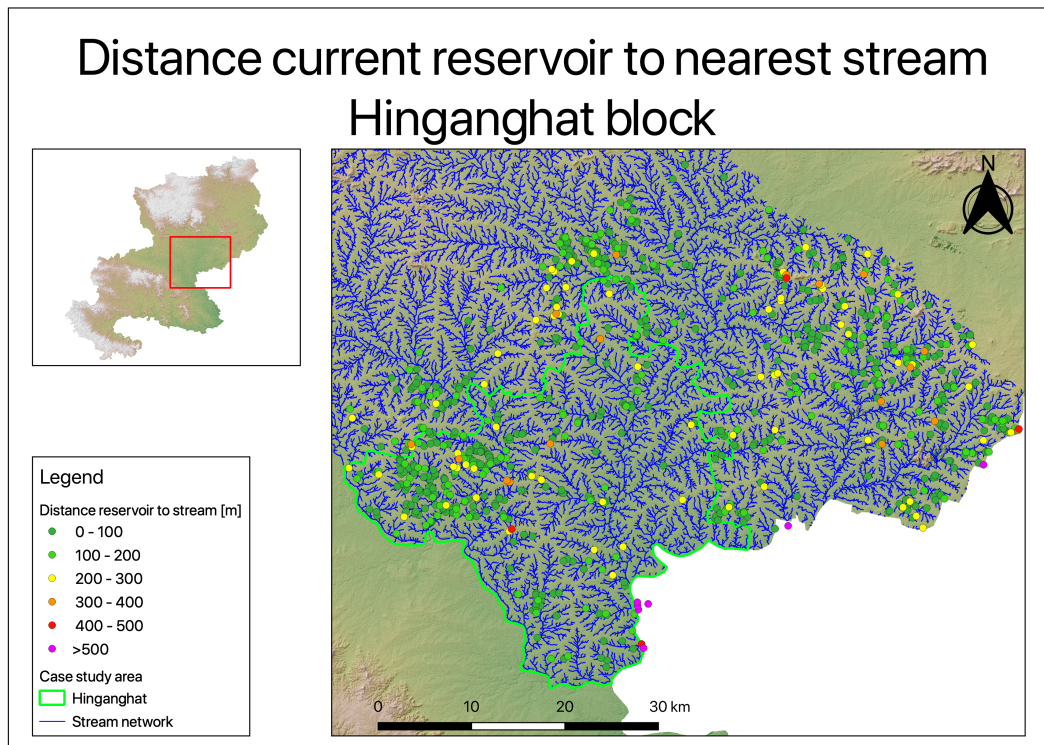 Distance current reservoir to nearest stream
Hinganghat block
N
Legend
Distance reservoir to stream [m]
0 - 100
100 - 200
200 - 300
300 - 400
400 - 500
>500
Case study area
Hinganghat
Stream network
0 10 20 30 km